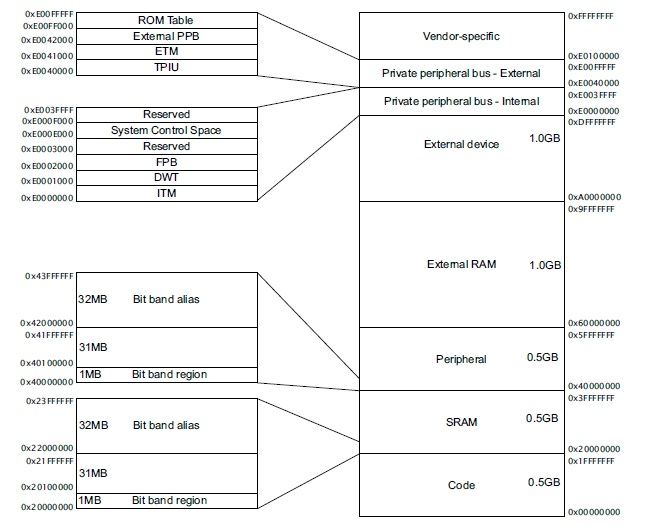 0xE00FFFFF
ROM Table
0xE00FF000
External PPB
0xE0042000
ETM
0xE0041000
TPIU
0xE0040000
0xE003FFFF
Reserved
0xE000F000
System Control Space
0xE000E000
Reserved
0xE0003000
FPB
0xE0002000
DWT
0xE0001000
ITM
0xE0000000
0x43FFFFFF
32MB Bit band alias
0x42000000
0x41FFFFFF
31MB
0x40100000
1MB Bit band region
0x40000000
0x23FFFFFF
32MB Bit band alias
0x22000000
0x21FFFFFF
31MB
0x20100000
1MB Bit band region
0x20000000
0xFFFFFFFF
Vendor-specific
0xE0100000
0xE00FFFFF
Private peripheral bus - External
0xE0040000
0xE003FFFF
Private peripheral bus - Internal
0xE0000000
0xDFFFFFFF
External device 1.0GB
0xA0000000
0x9FFFFFFF
External RAM 1.0GB
0x60000000
0x5FFFFFFF
Peripheral 0.5GB
0x40000000
0x3FFFFFFF
SRAM 0.5GB
0x20000000
0x1FFFFFFF
Code 0.5GB
0x00000000